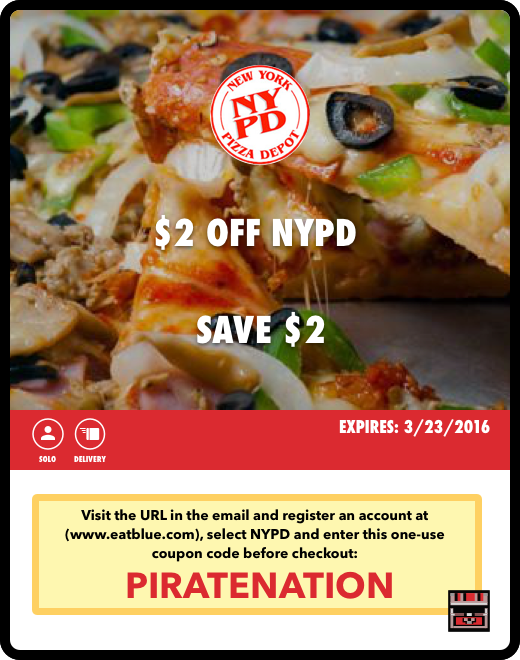 NEW YORK
NY
PD
PIZZA DEPOT
$2 OFF NYPD
SAVE $2
EXPIRES: 3/23/2016
SOLO
DELIVERY
Visit the URL in the email and register an account at
(www.eatblue.com), select NYPD and enter this one-use
coupon code before checkout:
PIRATENATION